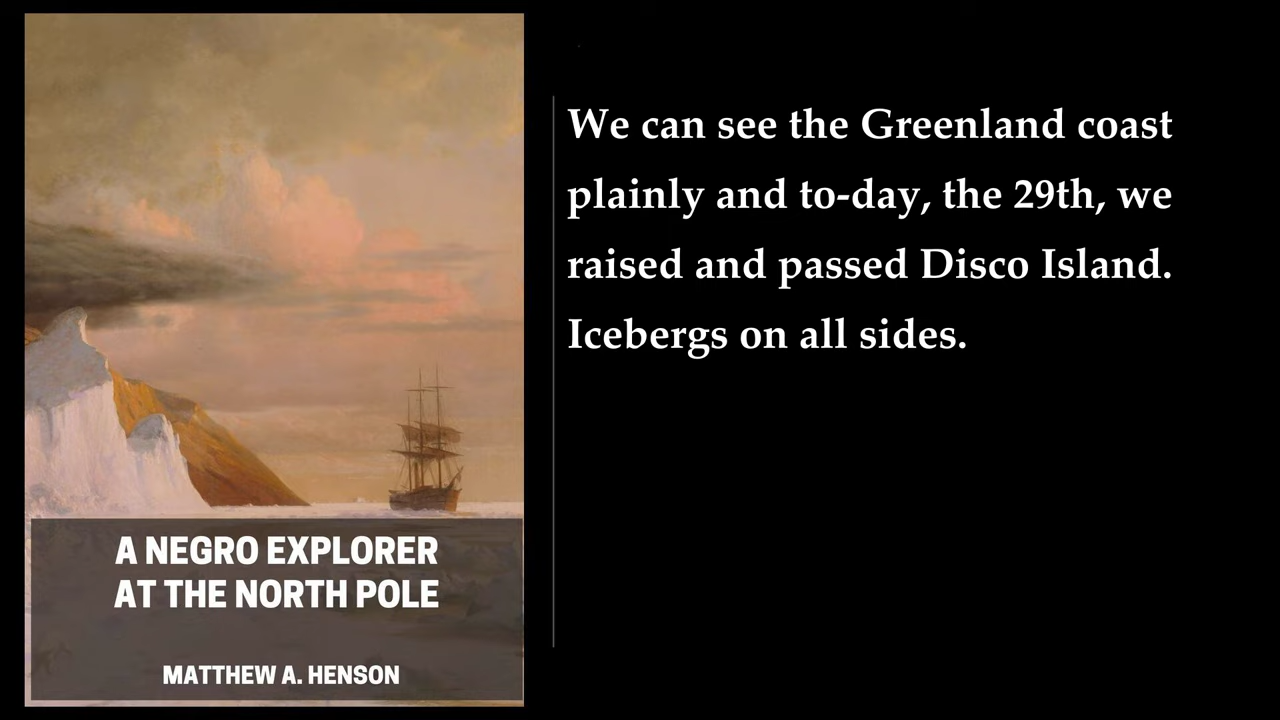 We can see the Greenland coast
plainly and to-day, the 29th, we
raised and passed Disco Island.
Icebergs on all sides.
A NEGRO EXPLORER
AT THE NORTH POLE
MATTHEW A. HENSON